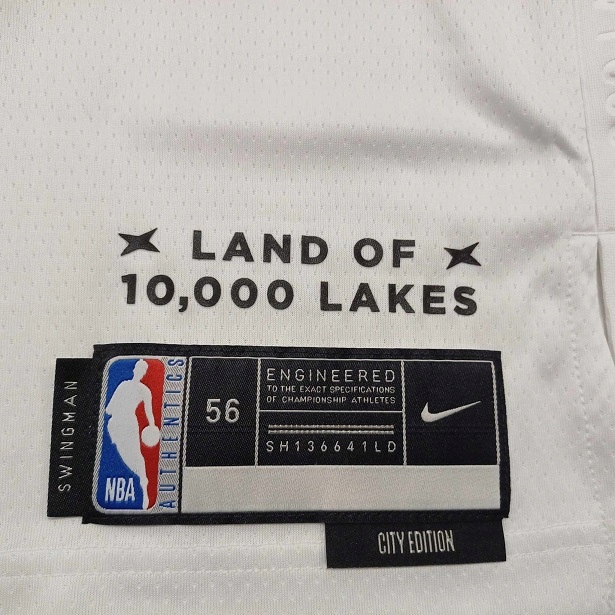 LAND OF
10,000 LAKES
SWINGMAN
NBA
AUTHENTICS
56
ENGINEERED
TO THE EXACT SPECIFICATIONS
OF CHAMPIONSHIP ATHLETES
SH136641LD
CITY EDITION